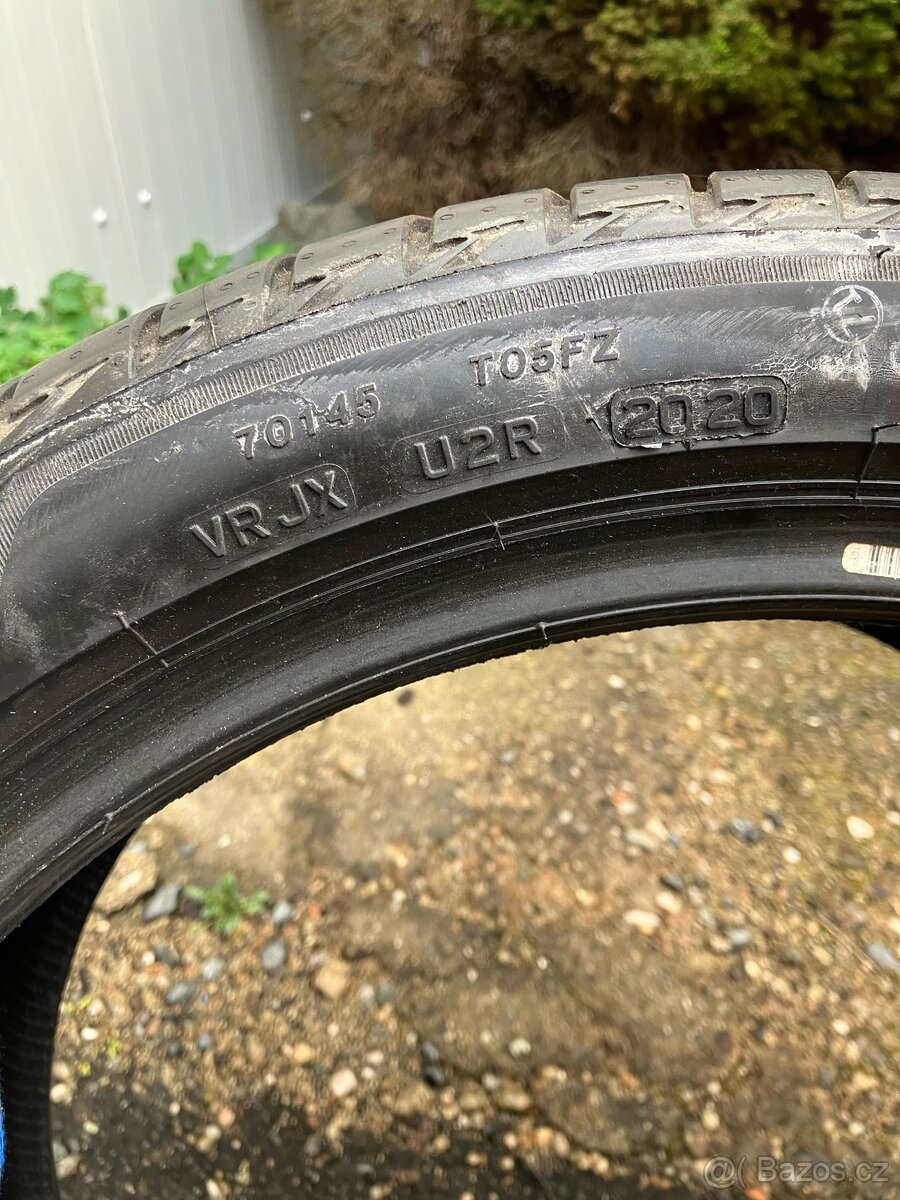 70145 T05FZ
VRJX U2R 2020
@ Bazos.cz